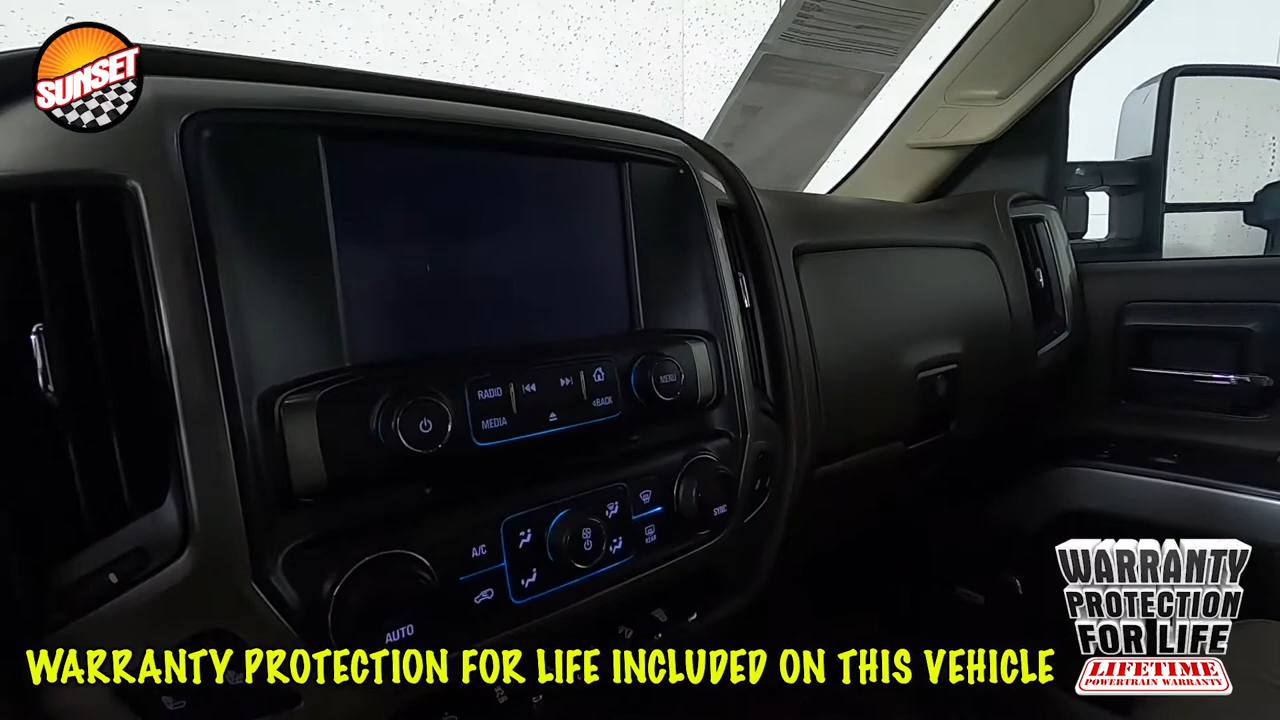 SUNSET
RADIO
MENU
BACK
MEDIA
A/C
SYNC
REAR
AUTO
WARRANTY
PROTECTION
FOR LIFE
LIFETIME
POWERTRAIN WARRANTY
WARRANTY PROTECTION FOR LIFE INCLUDED ON THIS VEHICLE